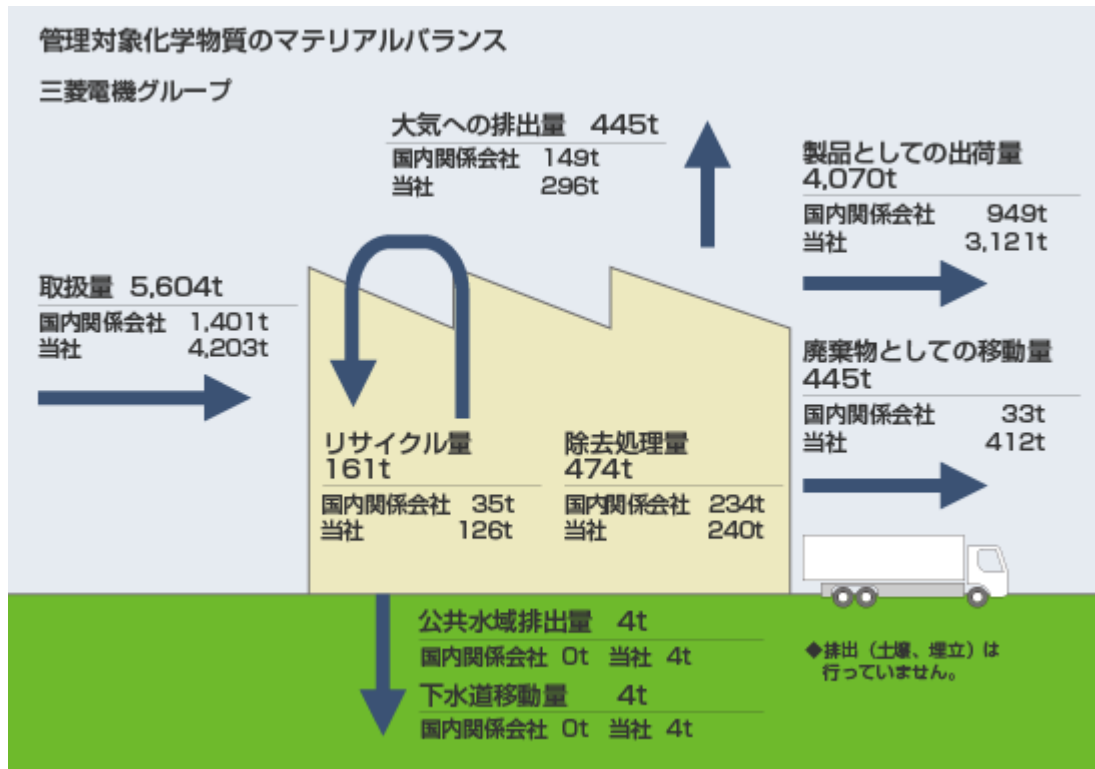 管理対象化学物質のマテリアルバランス
三菱電機グループ
大気への排出量 445t
国内関係会社 149t
当社 296t
製品としての出荷量
4,070t
国内関係会社 949t
当社 3,121t
取扱量 5,604t
国内関係会社 1,401t
当社 4,203t
廃棄物としての移動量
445t
国内関係会社 33t
当社 412t
リサイクル量
161t
国内関係会社 35t
当社 126t
除去処理量
474t
国内関係会社 234t
当社 240t
公共水域排出量 4t
国内関係会社 0t 当社 4t
下水道移動量 4t
国内関係会社 0t 当社 4t
◆排出（土壌、埋立）は
行っていません。